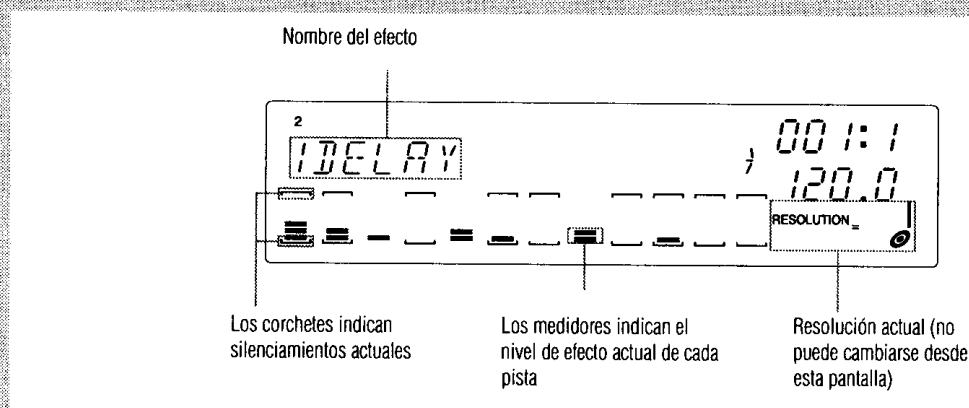 Nombre del efecto
2
1DELAY
001:1
120.0
RESOLUTION
Los corchetes indican
silenciamientos actuales
Los medidores indican el
nivel de efecto actual de cada
pista
Resolución actual (no
puede cambiarse desde
esta pantalla)